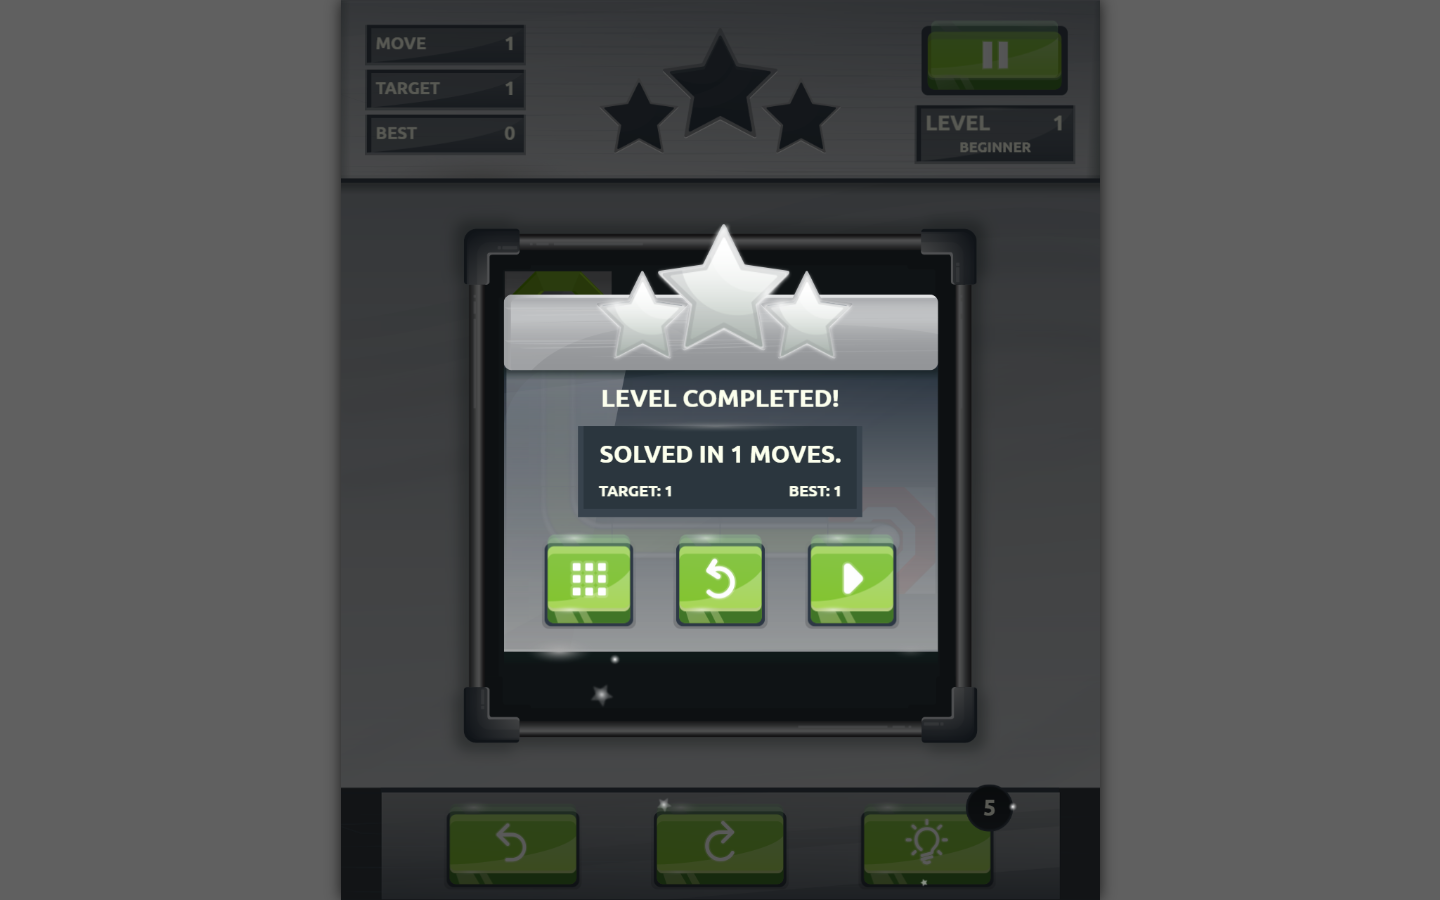 MOVE 1
TARGET 1
BEST 0
LEVEL 1
BEGINNER
LEVEL COMPLETED!
SOLVED IN 1 MOVES.
TARGET: 1 BEST: 1
5